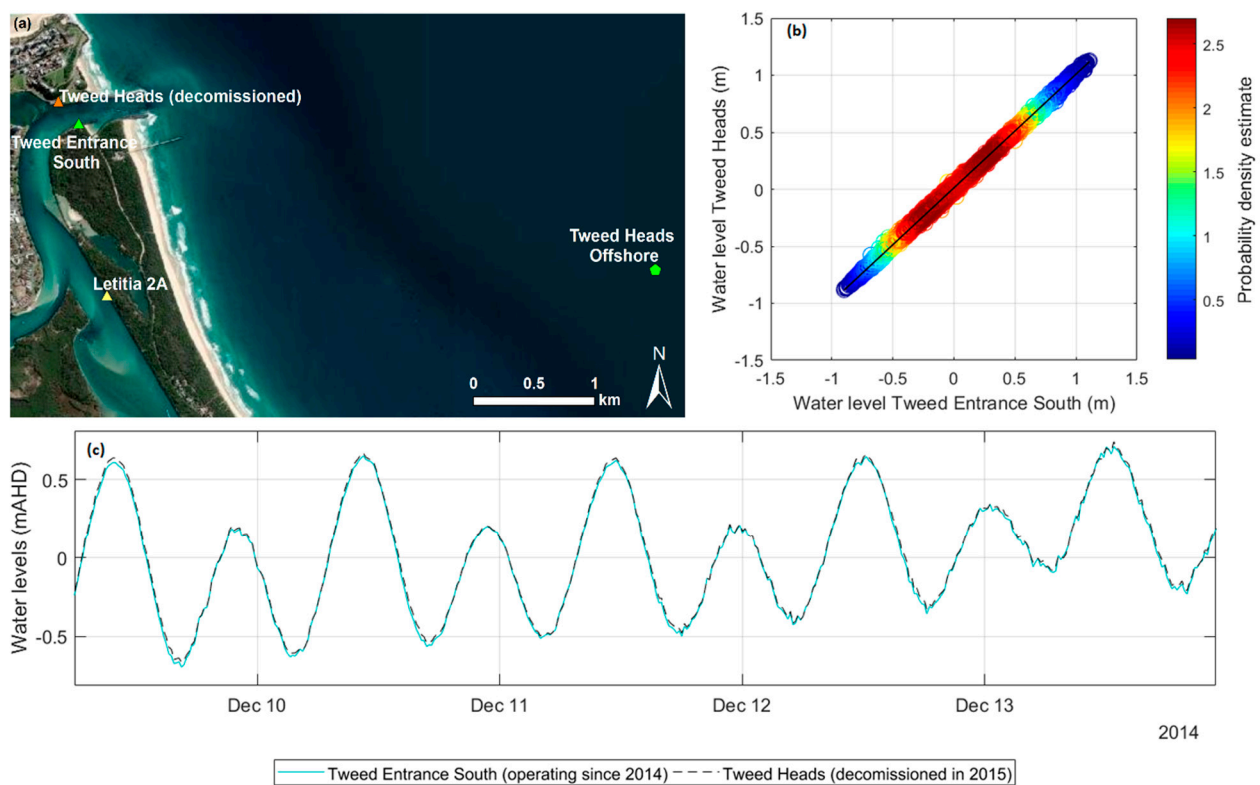 (a)
Tweed Heads (decomissioned)
Tweed Entrance
South
Letitia 2A
Tweed Heads
Offshore
0 0.5 1
km
N
(b)
1.5
1
0.5
0
-0.5
-1
-1.5
Water level Tweed Heads (m)
-1.5 -1 -0.5 0 0.5 1 1.5
Water level Tweed Entrance South (m)
2.5
2
1.5
1
0.5
Probability density estimate
(c)
Water levels (mAHD)
0.5
0
-0.5
Dec 10 Dec 11 Dec 12 Dec 13
2014
Tweed Entrance South (operating since 2014) Tweed Heads (decomissioned in 2015)